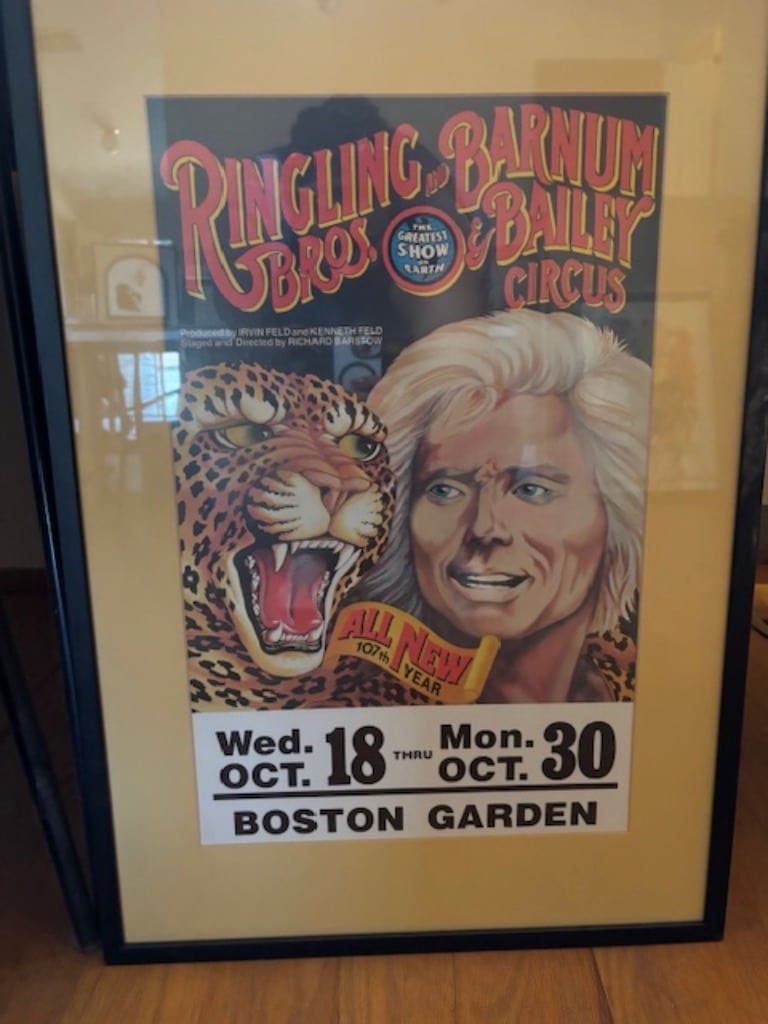 RINGLING AND BARNUM
BROS. & BAILEY
CIRCUS
THE
GREATEST
SHOW
ON
EARTH
Produced by IRVIN FELD and KENNETH FELD
Staged and Directed by RICHARD BARSTOW
ALL NEW
107th YEAR
Wed. OCT. 18 THRU Mon. OCT. 30
BOSTON GARDEN